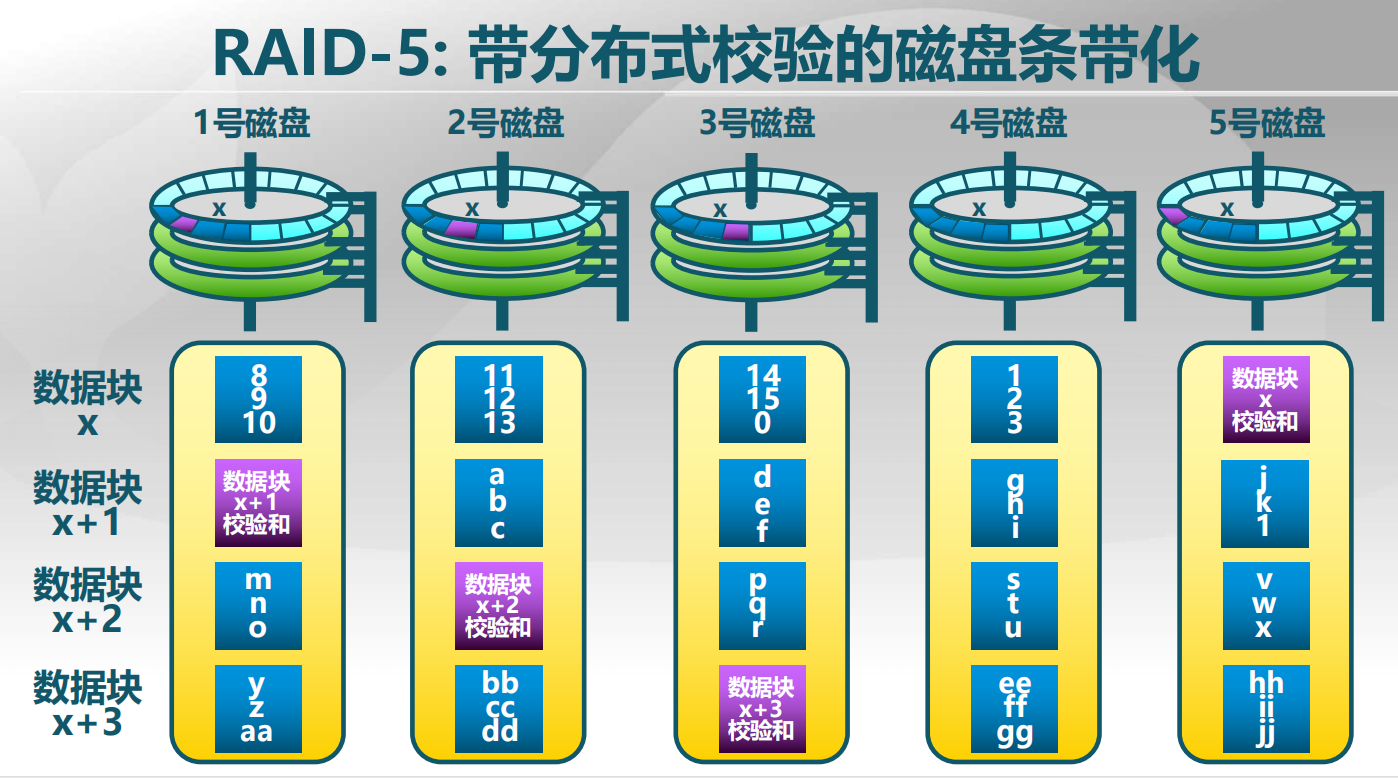 RAID-5: 带分布式校验的磁盘条带化
1号磁盘
2号磁盘
3号磁盘
4号磁盘
5号磁盘
x
x
x
x
x
数据块
x
8
9
10
11
12
13
14
15
0
1
2
3
数据块
x
校验和
数据块
x+1
数据块
x+1
校验和
a
b
c
d
e
f
g
h
i
j
k
1
数据块
x+2
m
n
o
数据块
x+2
校验和
p
q
r
s
t
u
v
w
x
数据块
x+3
y
z
aa
bb
cc
dd
数据块
x+3
校验和
ee
ff
gg
hh
ii
jj